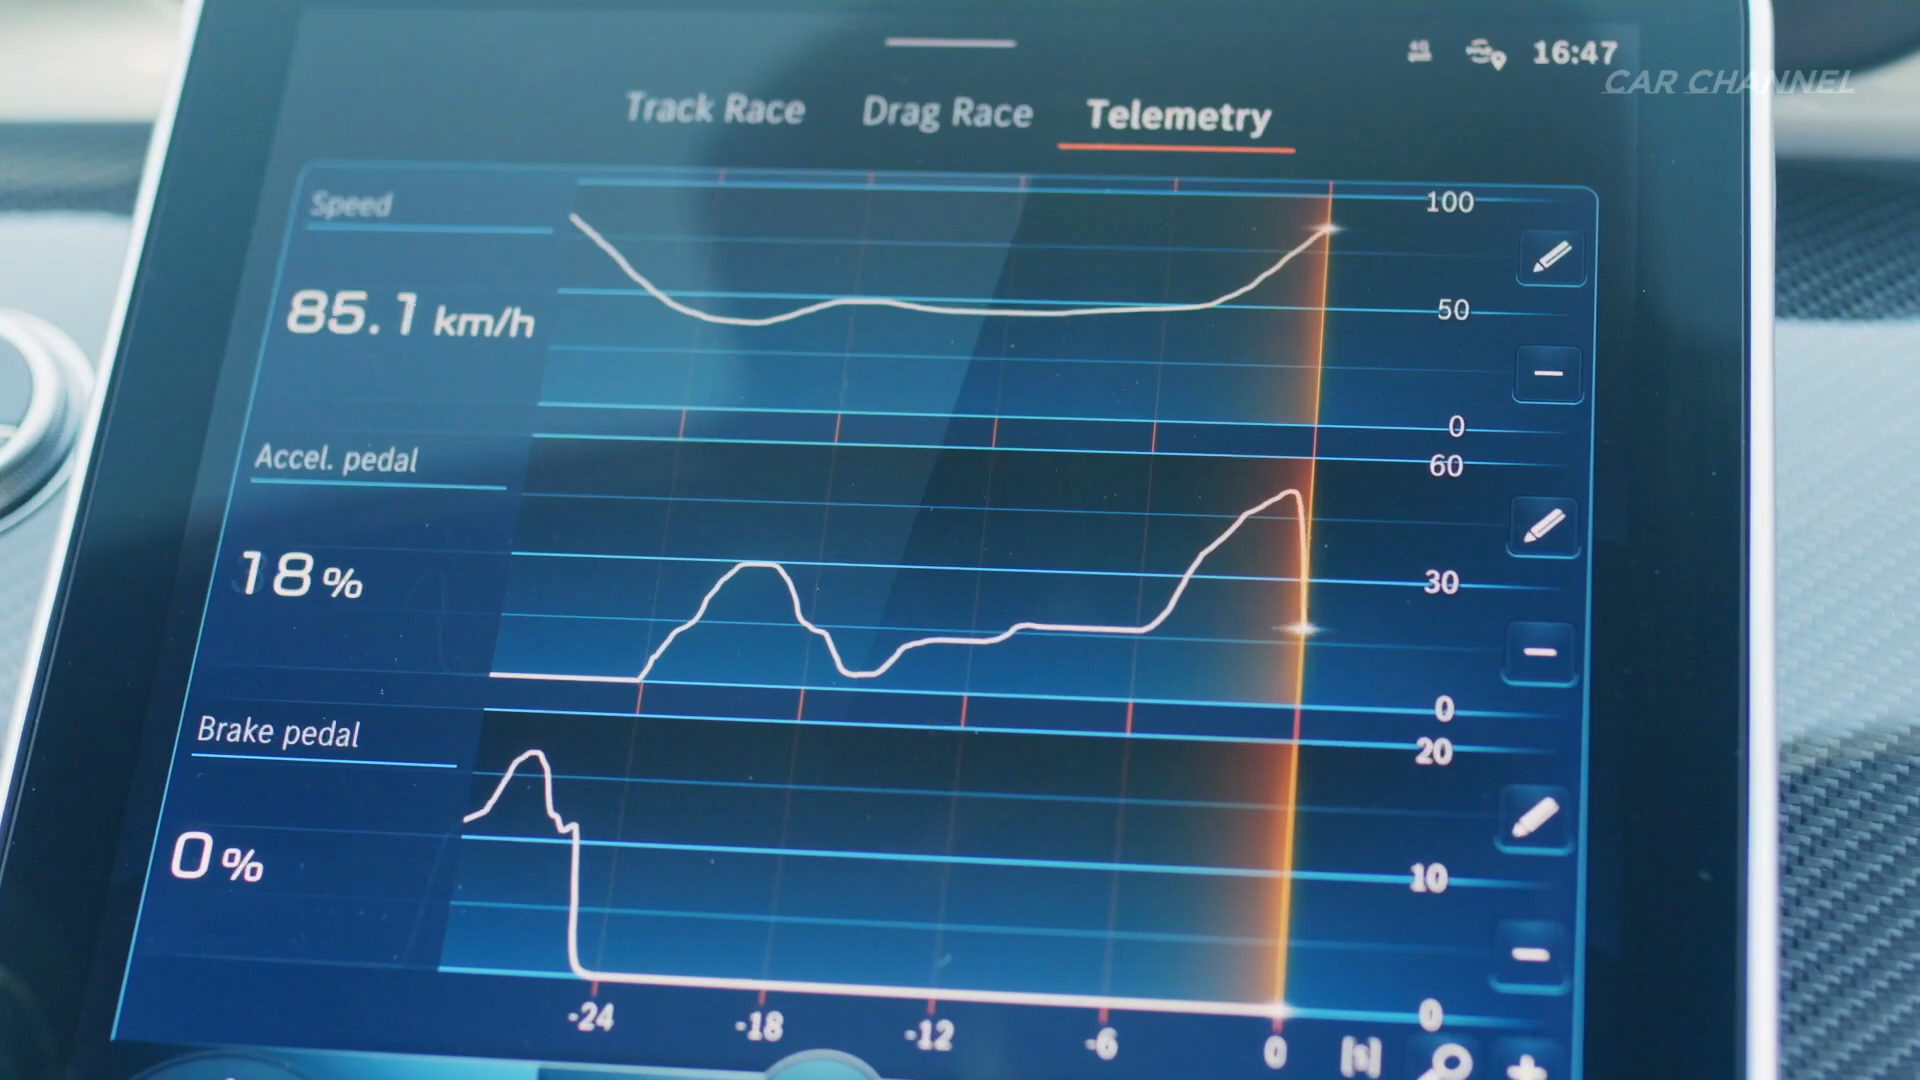 16:47
CAR CHANNEL
Track Race Drag Race Telemetry
Speed
100
85.1 km/h
50
0
Accel. pedal
60
18%
30
0
Brake pedal
20
0%
10
0
-24 -18 -12 -6 0 [s]